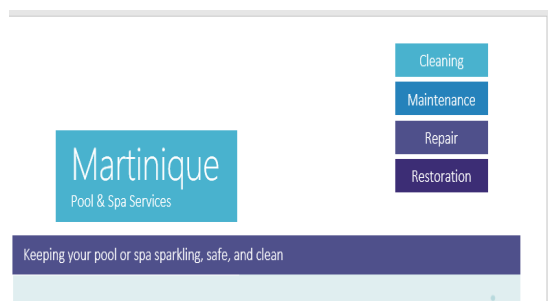 Cleaning
Maintenance
Repair
Restoration
Martinique
Pool & Spa Services
Keeping your pool or spa sparkling, safe, and clean